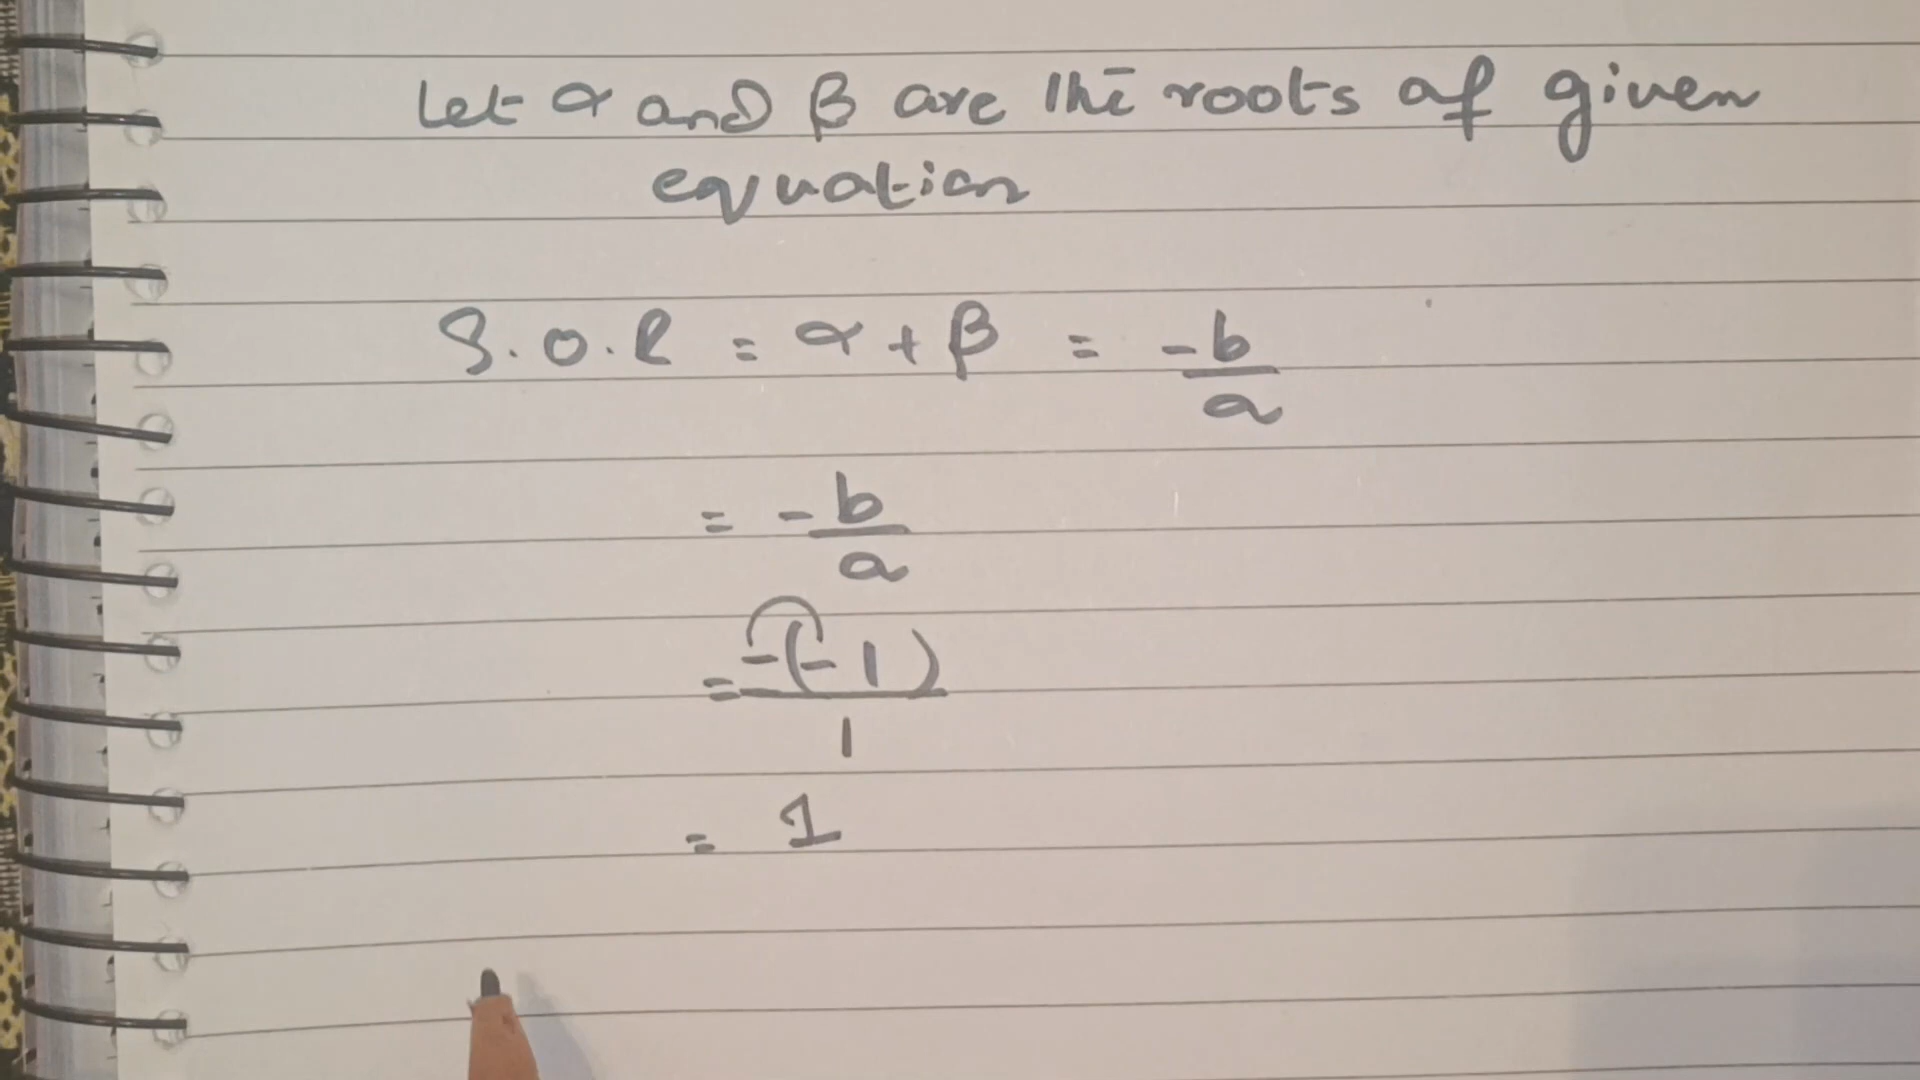 Let α and β are the roots of given
equation
S.O.R = α + β = -b/a
= -b/a
= -(-1)/1
= 1